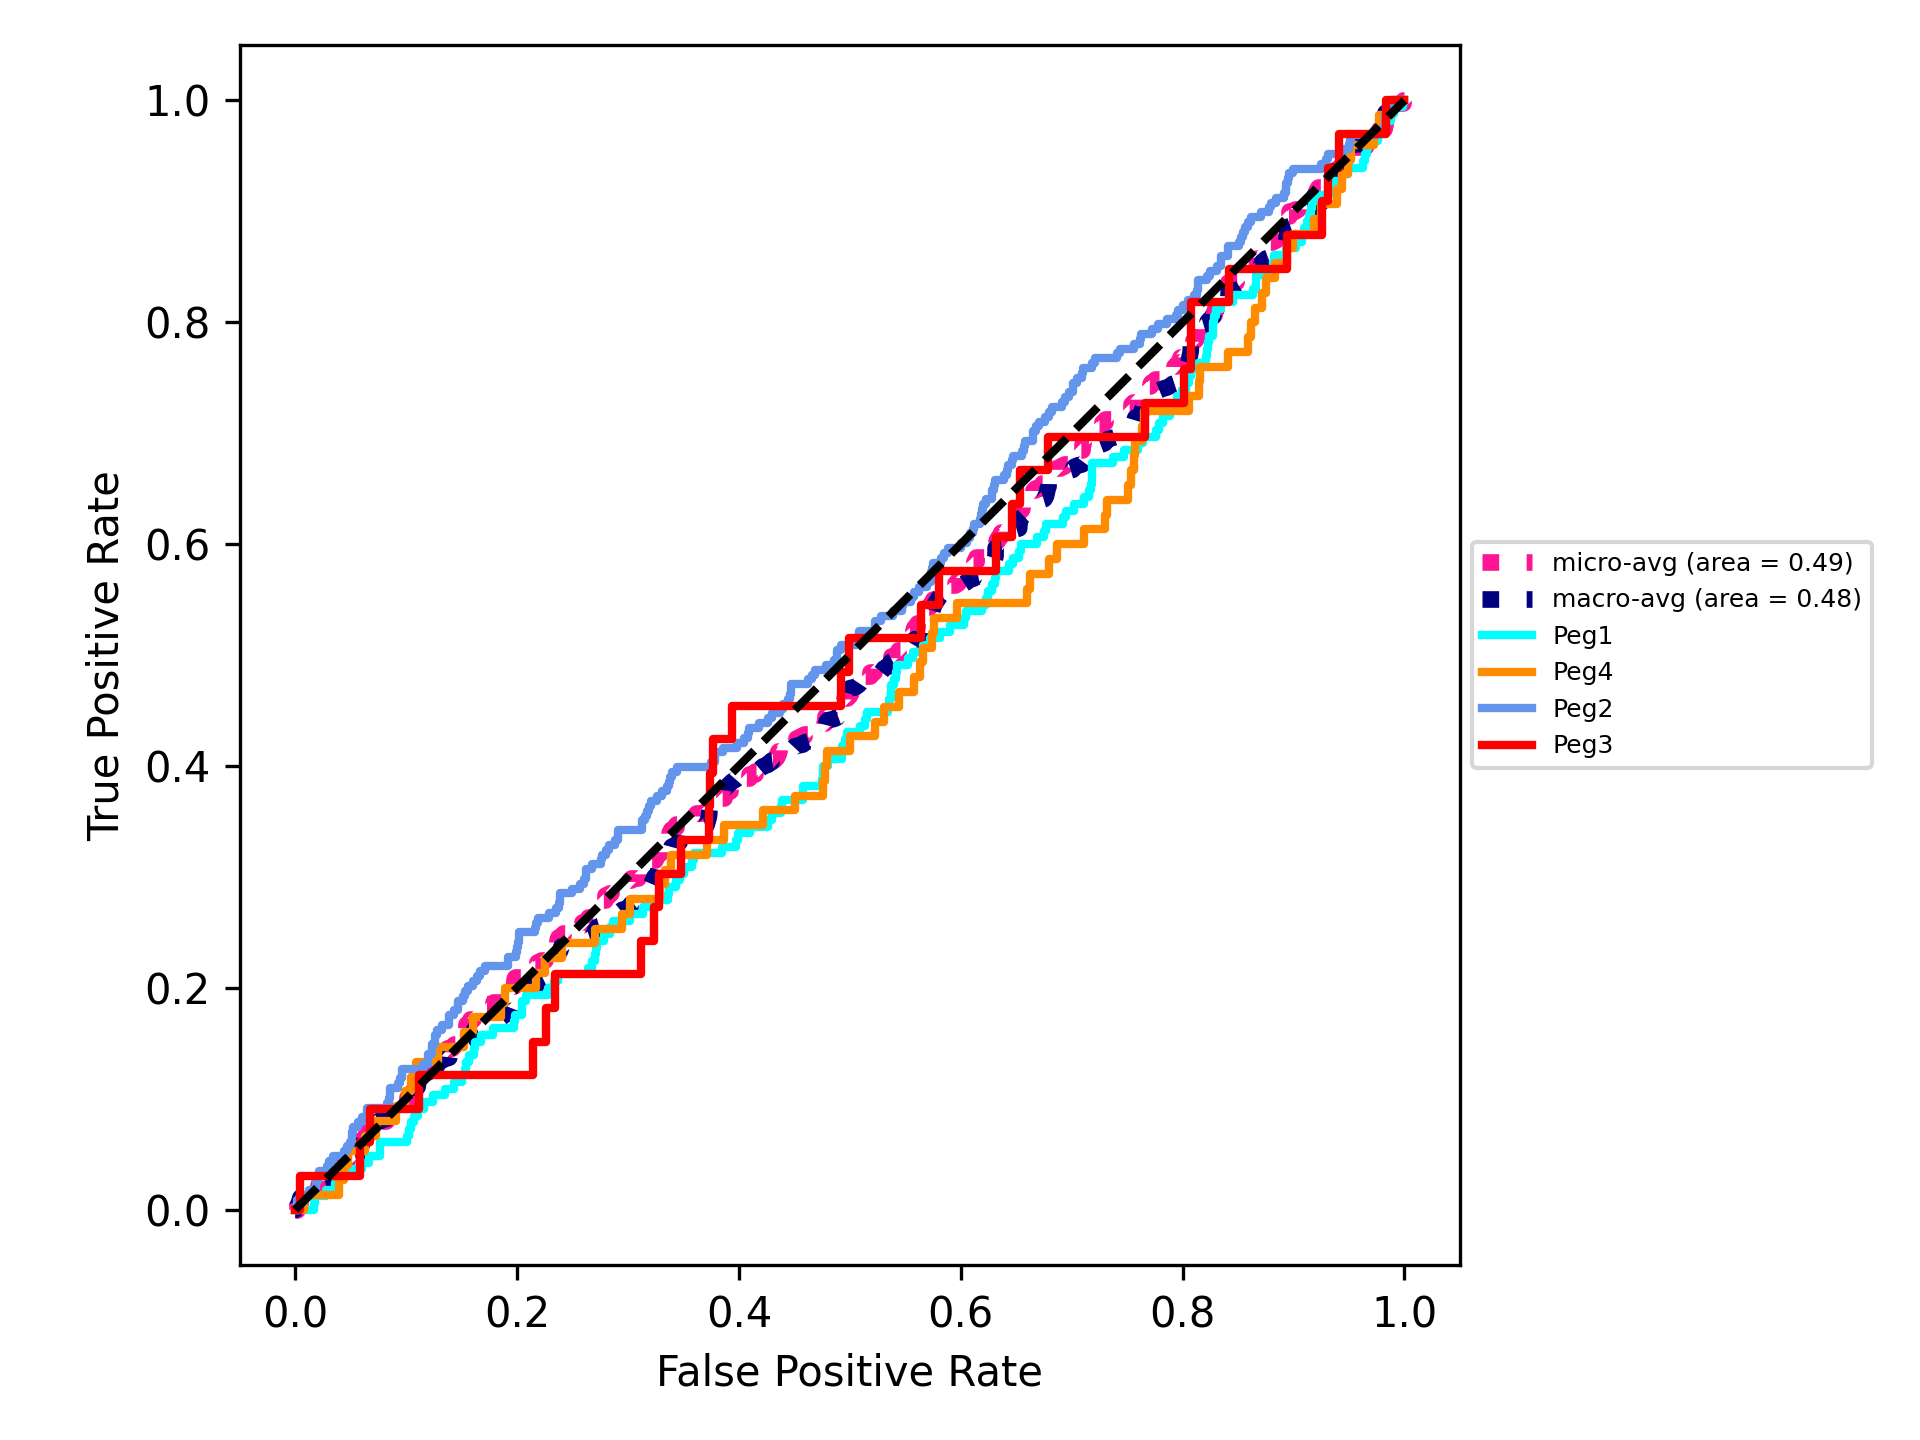 1.0
0.8
0.6
0.4
0.2
0.0
True Positive Rate
0.0 0.2 0.4 0.6 0.8 1.0
False Positive Rate
micro-avg (area = 0.49)
macro-avg (area = 0.48)
Peg1
Peg4
Peg2
Peg3